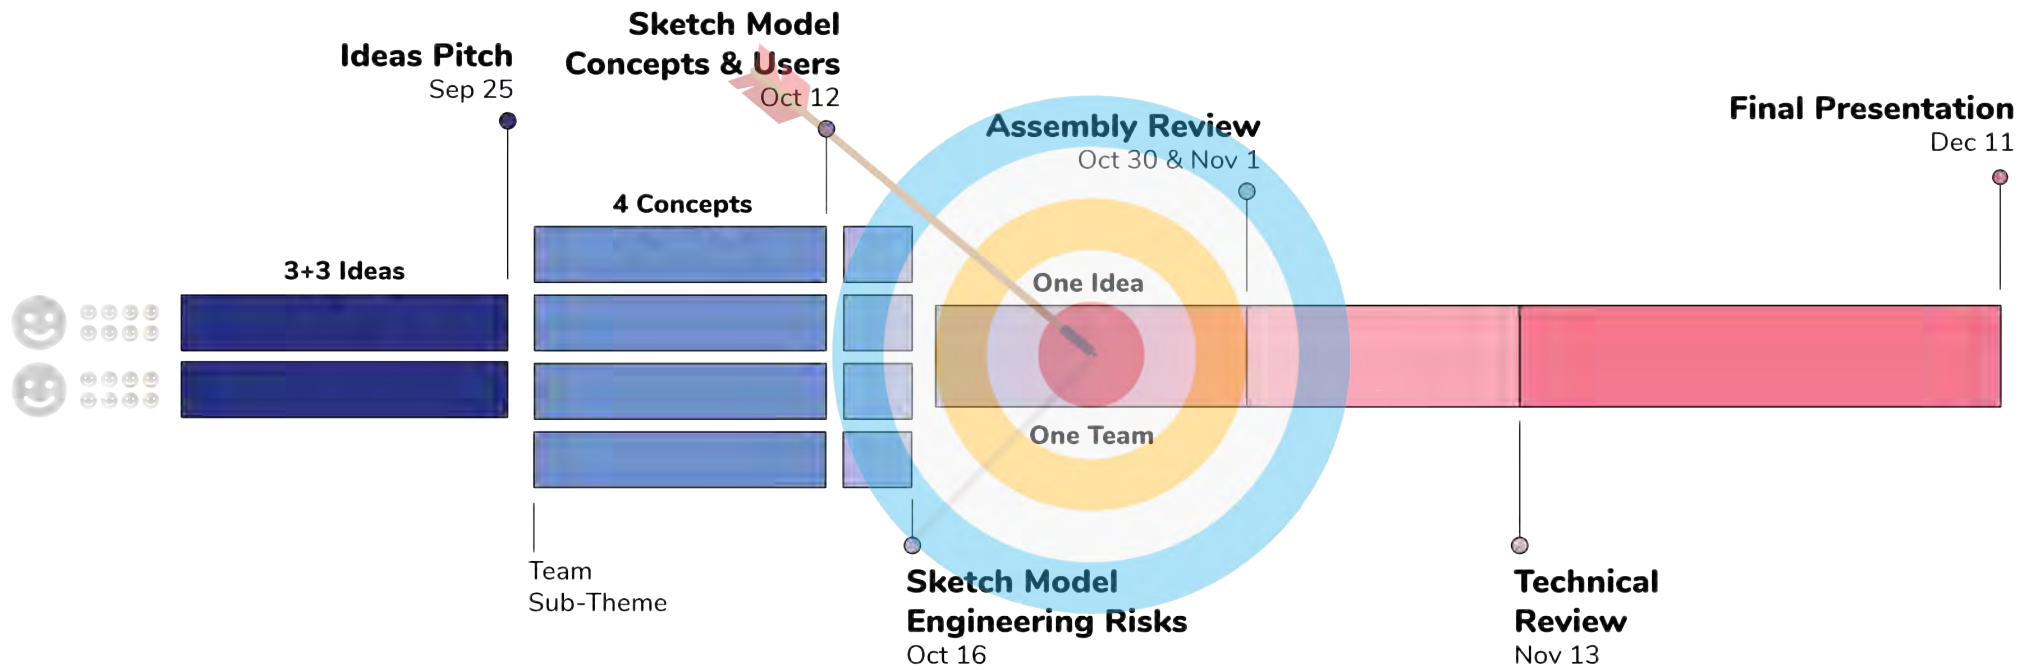 Sketch Model
Concepts & Users
Oct 12
Ideas Pitch
Sep 25
Final Presentation
Dec 11
Assembly Review
Oct 30 & Nov 1
4 Concepts
3+3 Ideas
One Idea
One Team
Team
Sub-Theme
Sketch Model
Engineering Risks
Oct 16
Technical
Review
Nov 13